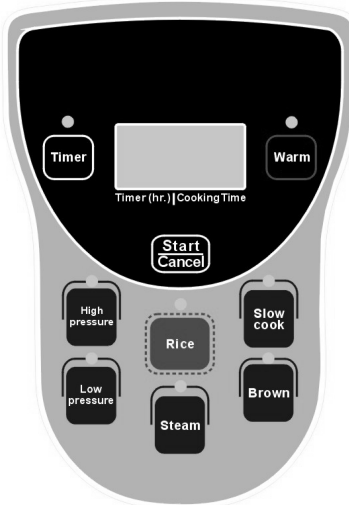 Timer
Warm
Timer (hr.)|Cooking Time
Start
Cancel
High
pressure
Slow
cook
Rice
Low
pressure
Brown
Steam